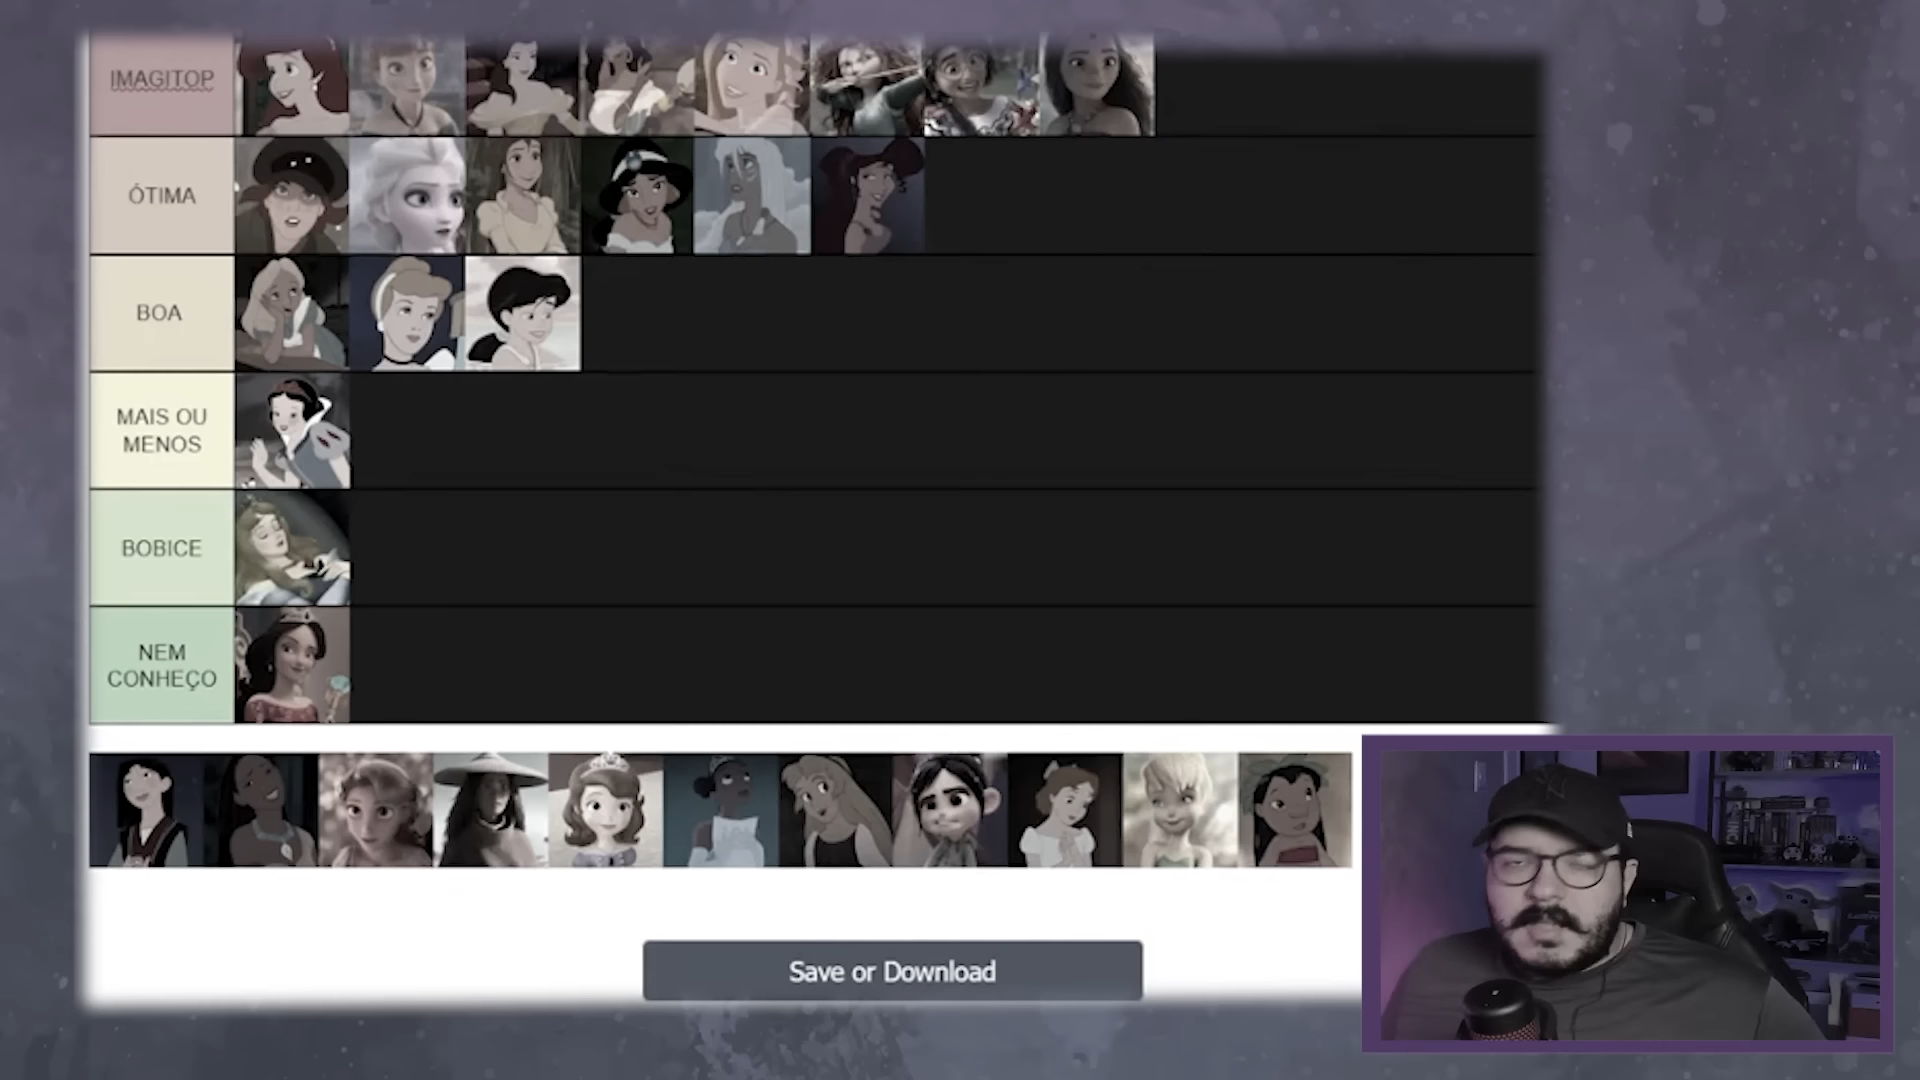 IMAGITOP
ÓTIMA
BOA
MAIS OU
MENOS
BOBICE
NEM
CONHEÇO
Save or Download